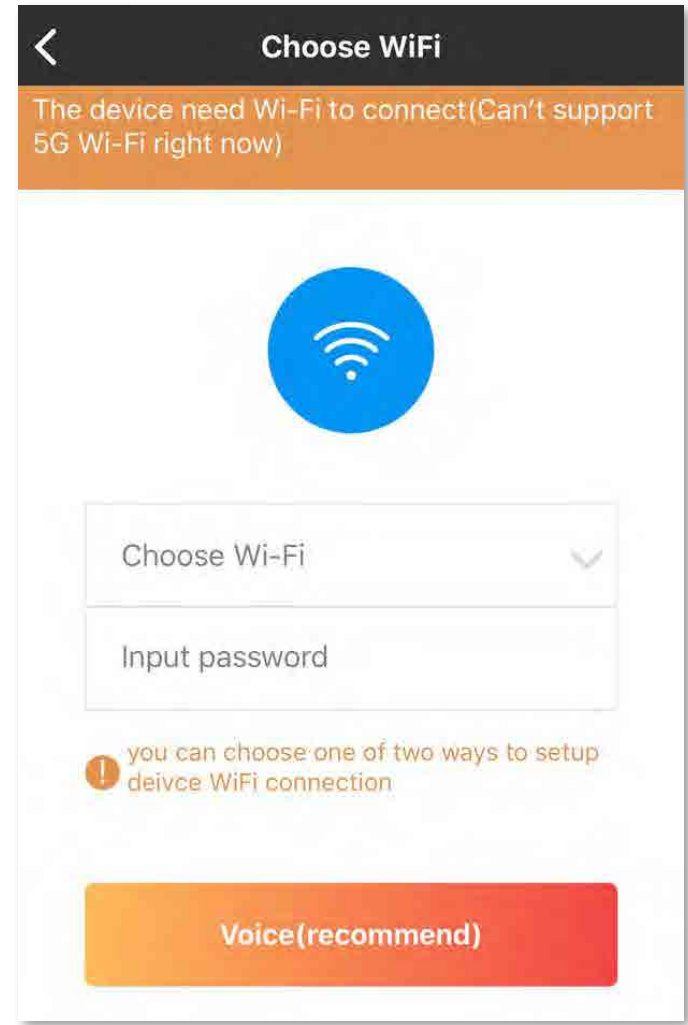 Choose WiFi
The device need Wi-Fi to connect(Can't support
5G Wi-Fi right now)
Choose Wi-Fi
Input password
you can choose one of two ways to setup
deivce WiFi connection
Voice(recommend)